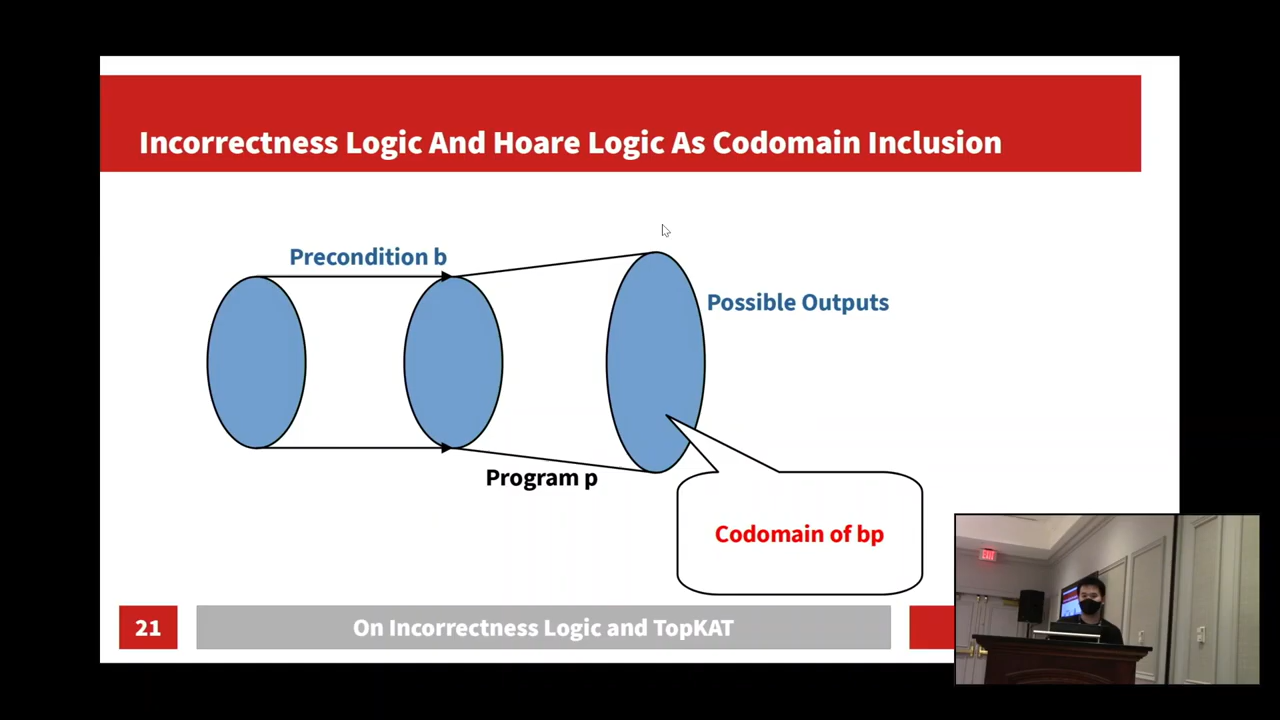 Incorrectness Logic And Hoare Logic As Codomain Inclusion
Precondition b
Possible Outputs
Program p
Codomain of bp
21
On Incorrectness Logic and TopKAT
EXIT